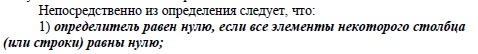 Непосредственно из определения следует, что:
1) определитель равен нулю, если все элементы некоторого столбца
(или строки) равны нулю;